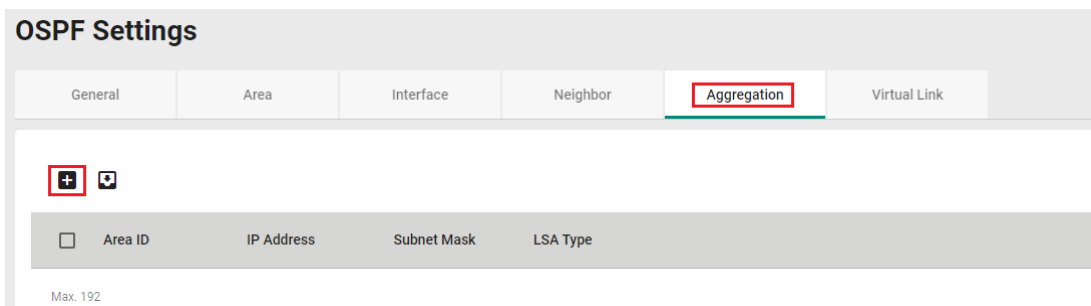 OSPF Settings
General Area Interface Neighbor Aggregation Virtual Link
Area ID IP Address Subnet Mask LSA Type
Max. 192